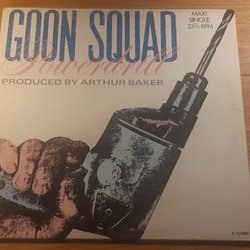 GOON SQUAD
Powerdrill
PRODUCED BY ARTHUR BAKER
MAXI
SINGLE
33⅓ RPM